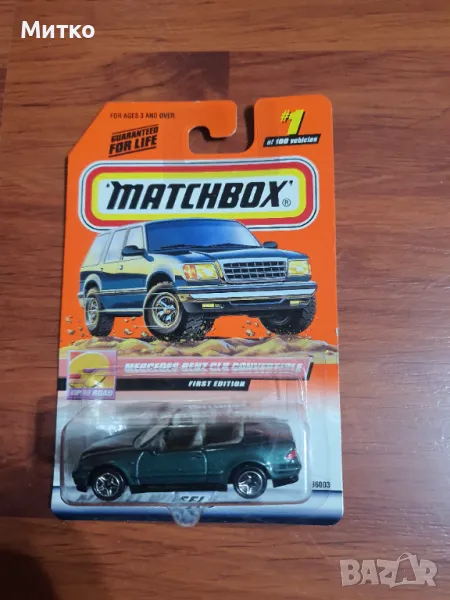 Митко
FOR AGES 3 AND OVER.
GUARANTEED
FOR LIFE
#1
of 100 vehicles
MATCHBOX®
MERCEDES BENZ CLK CONVERTIBLE
FIRST EDITION
BAZAR